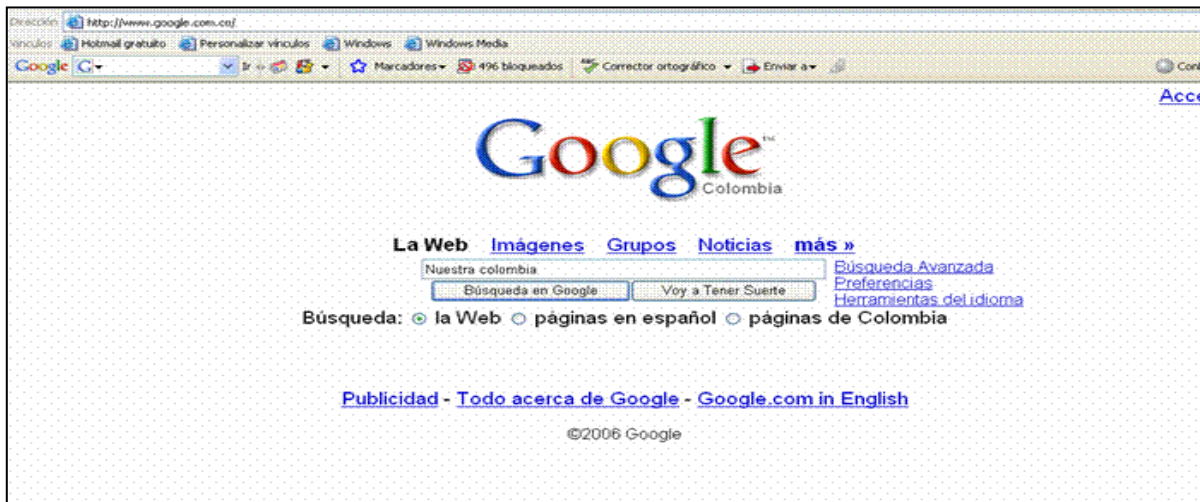 Dirección http://www.google.com.co/
Vínculos Hotmail gratuito Personalizar vínculos Windows Windows Media
Google G Ir Marcadores 496 bloqueados Corrector ortográfico Enviar a
Acce
Google™
Colombia
La Web Imágenes Grupos Noticias más »
Nuestra colombia
Búsqueda Avanzada
Búsqueda en Google Voy a Tener Suerte
Preferencias
Herramientas del idioma
Búsqueda: la Web páginas en español páginas de Colombia
Publicidad - Todo acerca de Google - Google.com in English
©2006 Google